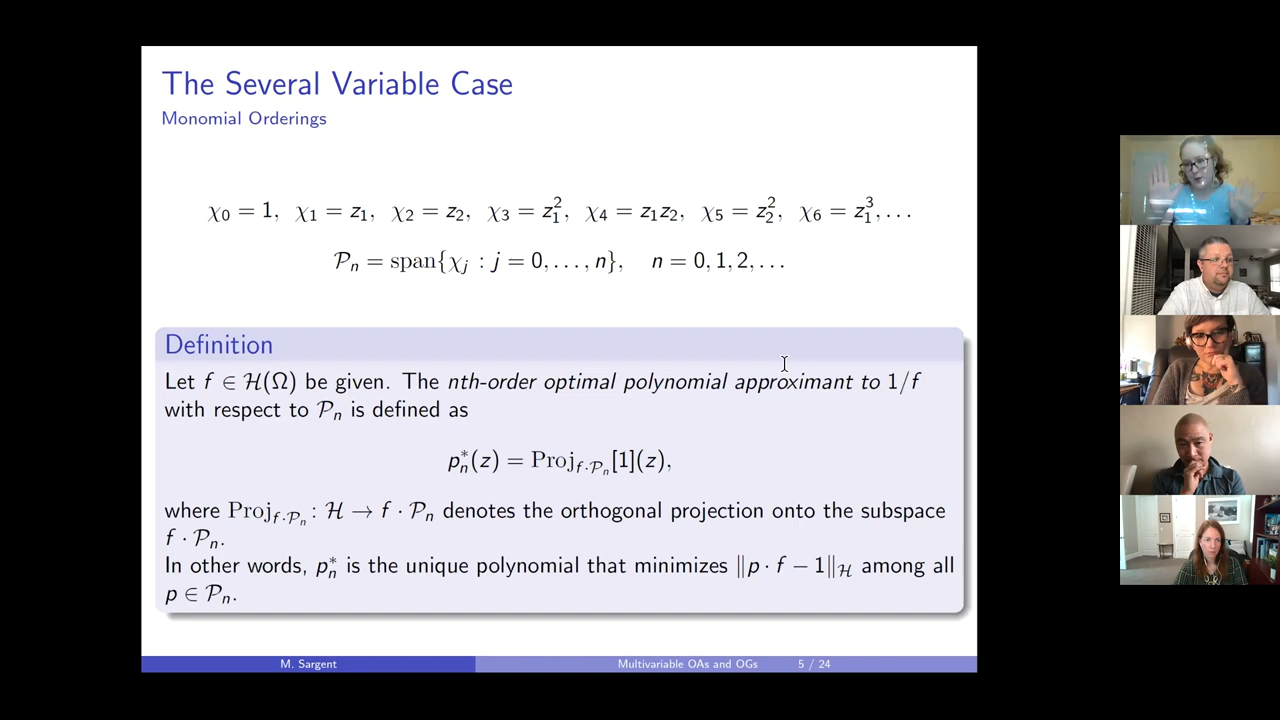 The Several Variable Case
Monomial Orderings
χ₀ = 1, χ₁ = z₁, χ₂ = z₂, χ₃ = z₁², χ₄ = z₁z₂, χ₅ = z₂², χ₆ = z₁³, . . .
𝒫ₙ = span{χⱼ : j = 0, . . . , n}, n = 0, 1, 2, . . .
Definition
Let f ∈ ℋ(Ω) be given. The nth-order optimal polynomial approximant to 1/f
with respect to 𝒫ₙ is defined as
pₙ*(z) = Proj_{f·𝒫ₙ}[1](z),
where Proj_{f·𝒫ₙ} : ℋ → f · 𝒫ₙ denotes the orthogonal projection onto the subspace
f · 𝒫ₙ.
In other words, pₙ* is the unique polynomial that minimizes ‖p · f − 1‖_ℋ among all
p ∈ 𝒫ₙ.
M. Sargent Multivariable OAs and OGs 5 / 24